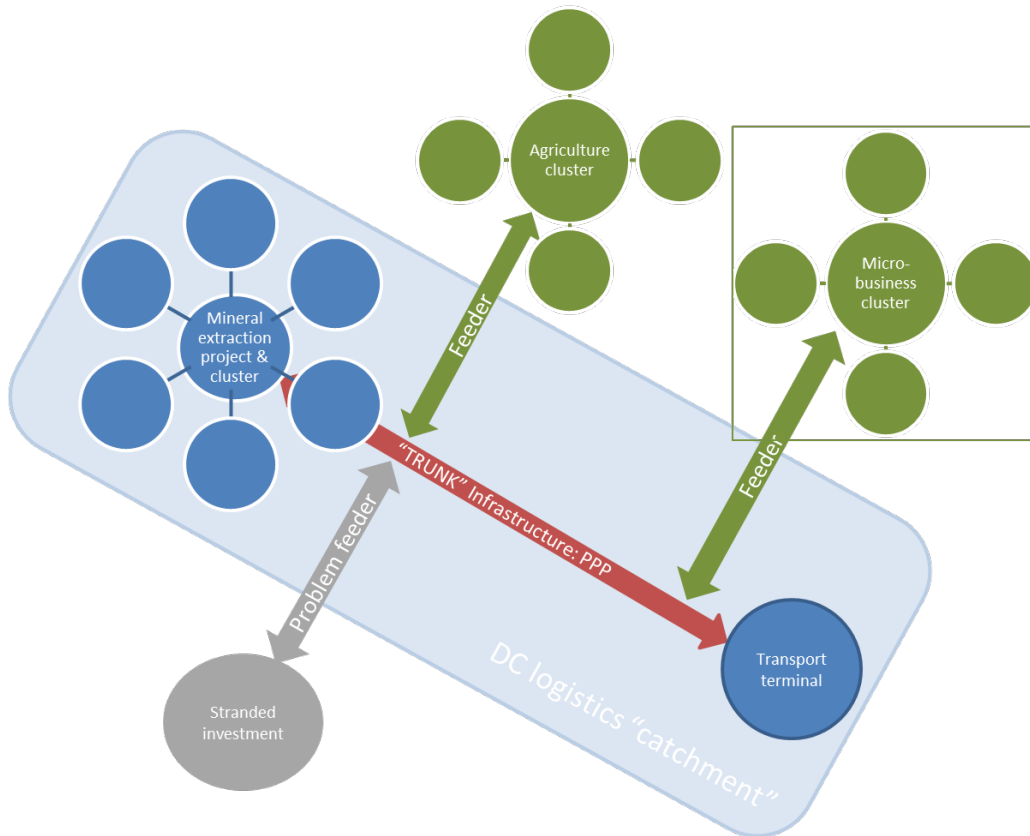 Agriculture
cluster
Micro-
business
cluster
Mineral
extraction
project &
cluster
Feeder
Feeder
“TRUNK” Infrastructure: PPP
Problem feeder
Transport
terminal
DC logistics “catchment”
Stranded
investment